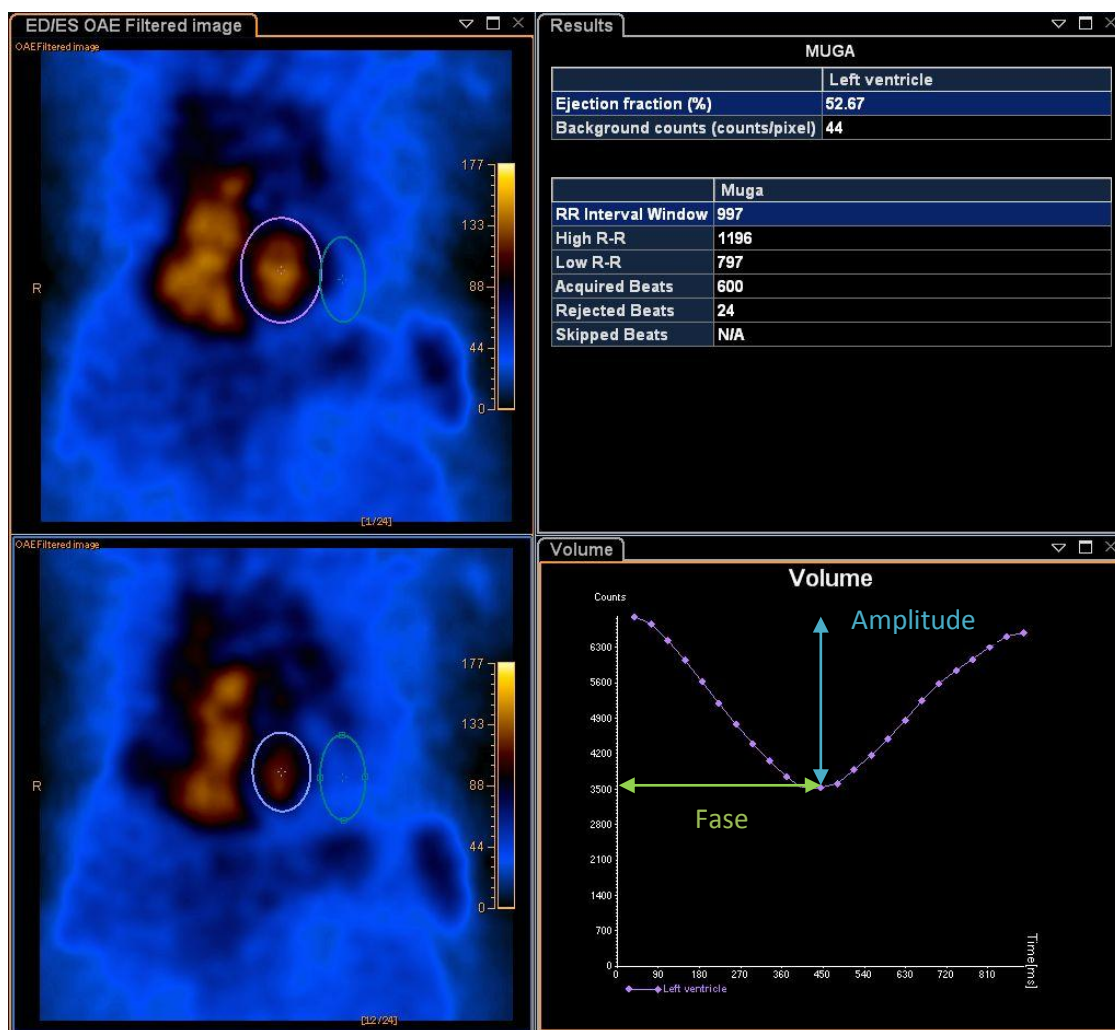 ED/ES OAE Filtered image
OAEFiltered image
177
133
88
44
0
R
[1/24]
OAEFiltered image
177
133
88
44
0
R
[12/24]
Results
MUGA
Left ventricle
Ejection fraction (%) 52.67
Background counts (counts/pixel) 44
Muga
RR Interval Window 997
High R-R 1196
Low R-R 797
Acquired Beats 600
Rejected Beats 24
Skipped Beats N/A
Volume
Volume
Counts
Amplitude
6300
5600
4900
4200
3500
Fase
2800
2100
1400
700
0
Time[ms]
0 90 180 270 360 450 540 630 720 810
Left ventricle